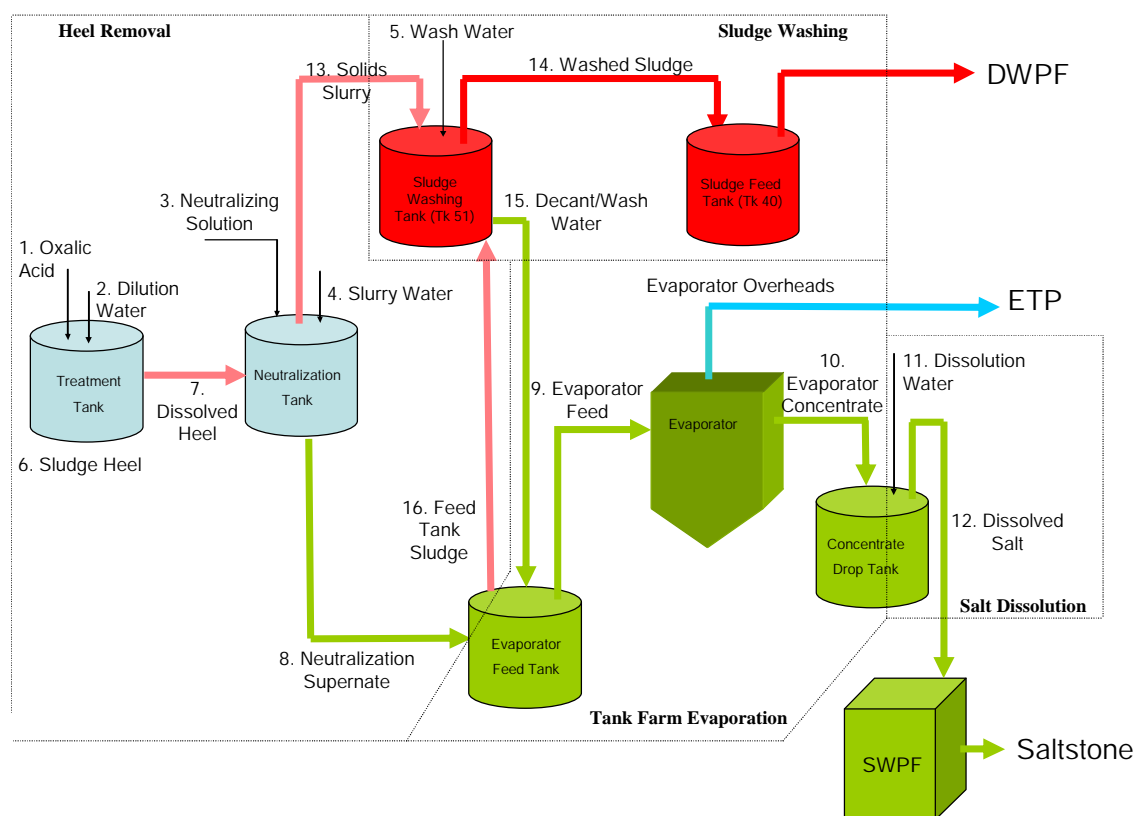 Heel Removal
5. Wash Water
Sludge Washing
13. Solids
Slurry
14. Washed Sludge
DWPF
Sludge
Washing
Tank (Tk 51)
Sludge Feed
Tank (Tk 40)
15. Decant/Wash
Water
3. Neutralizing
Solution
1. Oxalic
Acid
2. Dilution
Water
4. Slurry Water
Evaporator Overheads
ETP
Treatment
Tank
7.
Dissolved
Heel
Neutralization
Tank
9. Evaporator
Feed
Evaporator
10.
Evaporator
Concentrate
11. Dissolution
Water
6. Sludge Heel
16. Feed
Tank
Sludge
Concentrate
Drop Tank
12. Dissolved
Salt
Salt Dissolution
8. Neutralization
Supernate
Evaporator
Feed Tank
Tank Farm Evaporation
SWPF
Saltstone